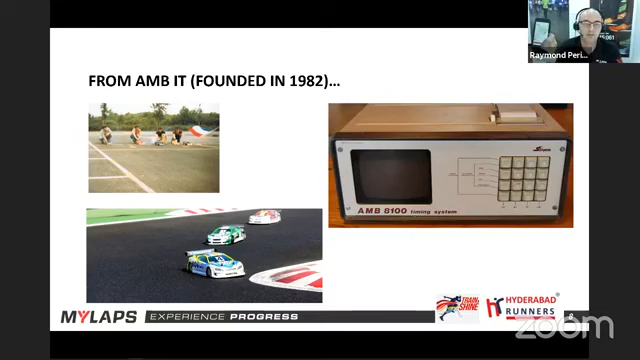 Raymond Peri...
FROM AMB IT (FOUNDED IN 1982)...
AMB 8100 timing system
MYLAPS EXPERIENCE PROGRESS
TRAIN SHINE
HYDERABAD
RUNNERS
zoom